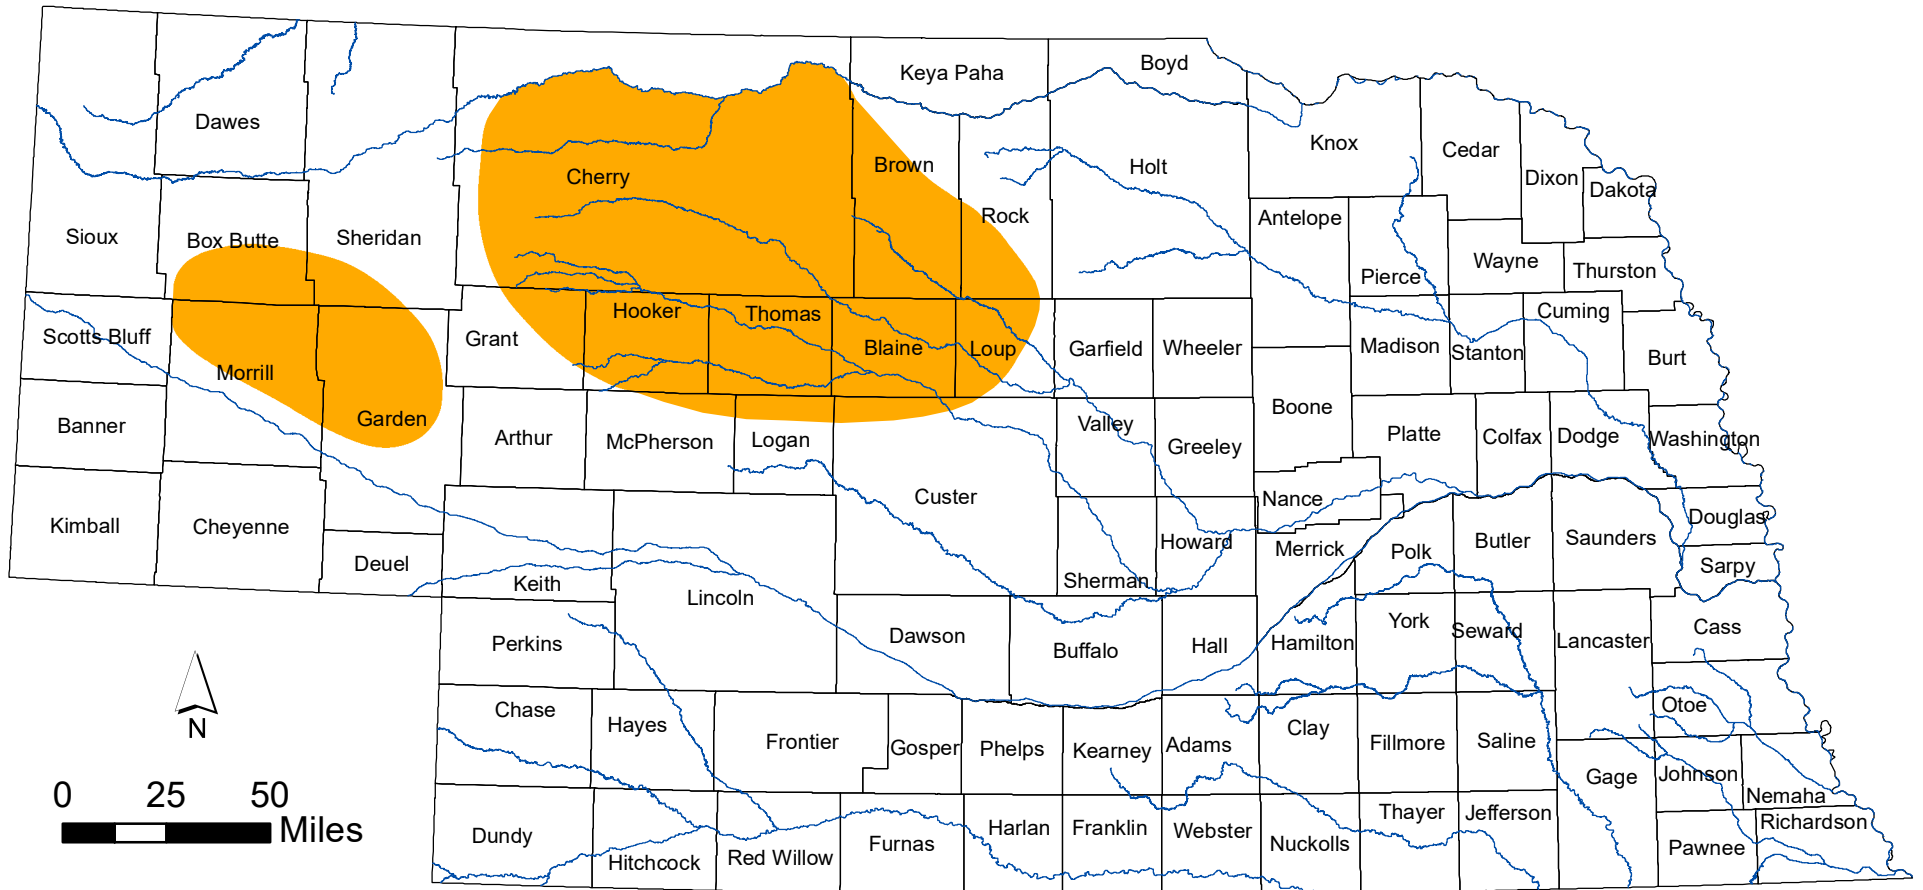 Keya Paha
Boyd
Dawes
Knox
Cedar
Cherry
Brown
Holt
Dixon
Dakota
Rock
Antelope
Sioux
Box Butte
Sheridan
Pierce
Wayne
Thurston
Scotts Bluff
Grant
Hooker
Thomas
Blaine
Loup
Garfield
Wheeler
Madison
Stanton
Cuming
Burt
Morrill
Garden
Banner
Arthur
McPherson
Logan
Valley
Greeley
Boone
Platte
Colfax
Dodge
Washington
Custer
Nance
Kimball
Cheyenne
Deuel
Keith
Lincoln
Sherman
Howard
Merrick
Polk
Butler
Saunders
Douglas
Sarpy
Perkins
Dawson
Buffalo
Hall
Hamilton
York
Seward
Lancaster
Cass
Otoe
Chase
Hayes
Frontier
Gosper
Phelps
Kearney
Adams
Clay
Fillmore
Saline
Gage
Johnson
Nemaha
Dundy
Hitchcock
Red Willow
Furnas
Harlan
Franklin
Webster
Nuckolls
Thayer
Jefferson
Pawnee
Richardson
N
0 25 50
Miles